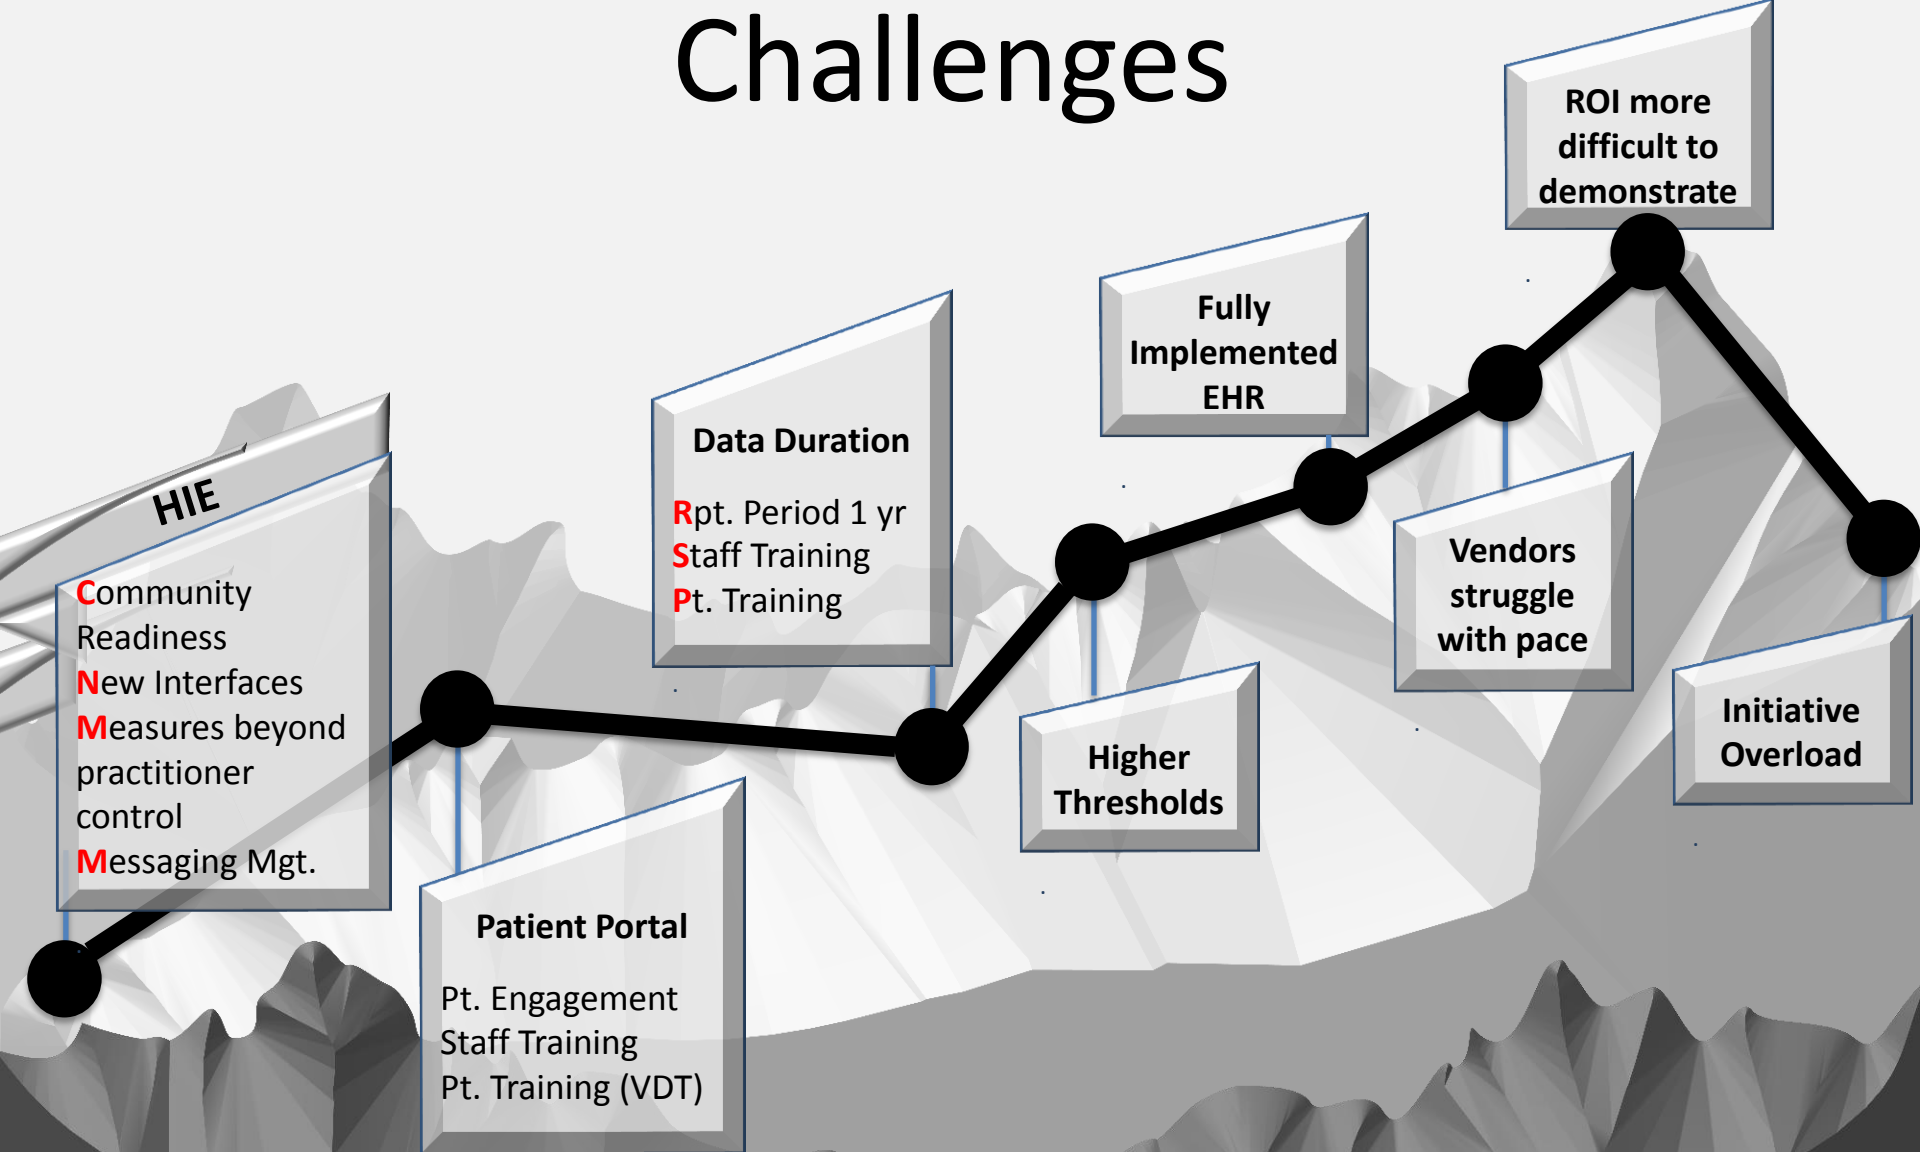 Challenges
HIE
Community
Readiness
New Interfaces
Measures beyond
practitioner
control
Messaging Mgt.
Patient Portal
Pt. Engagement
Staff Training
Pt. Training (VDT)
Data Duration
Rpt. Period 1 yr
Staff Training
Pt. Training
Higher
Thresholds
Fully
Implemented
EHR
Vendors
struggle
with pace
ROI more
difficult to
demonstrate
Initiative
Overload